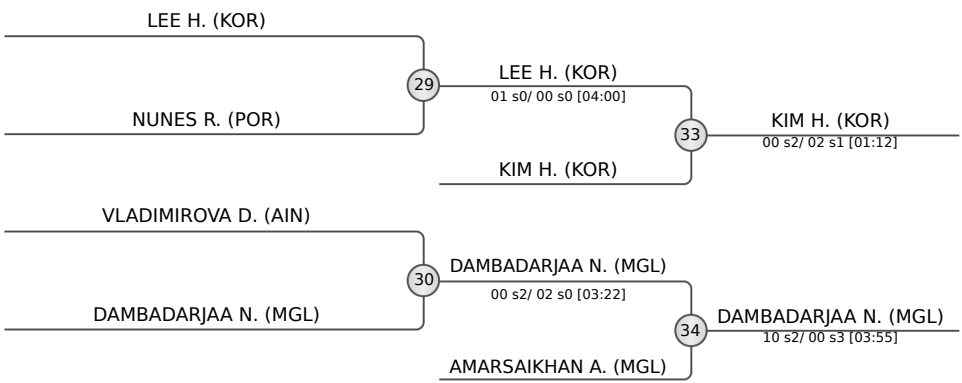 LEE H. (KOR)
29
NUNES R. (POR)
LEE H. (KOR)
01 s0/ 00 s0 [04:00]
33
KIM H. (KOR)
KIM H. (KOR)
00 s2/ 02 s1 [01:12]
VLADIMIROVA D. (AIN)
30
DAMBADARJAA N. (MGL)
DAMBADARJAA N. (MGL)
00 s2/ 02 s0 [03:22]
34
AMARSAIKHAN A. (MGL)
DAMBADARJAA N. (MGL)
10 s2/ 00 s3 [03:55]